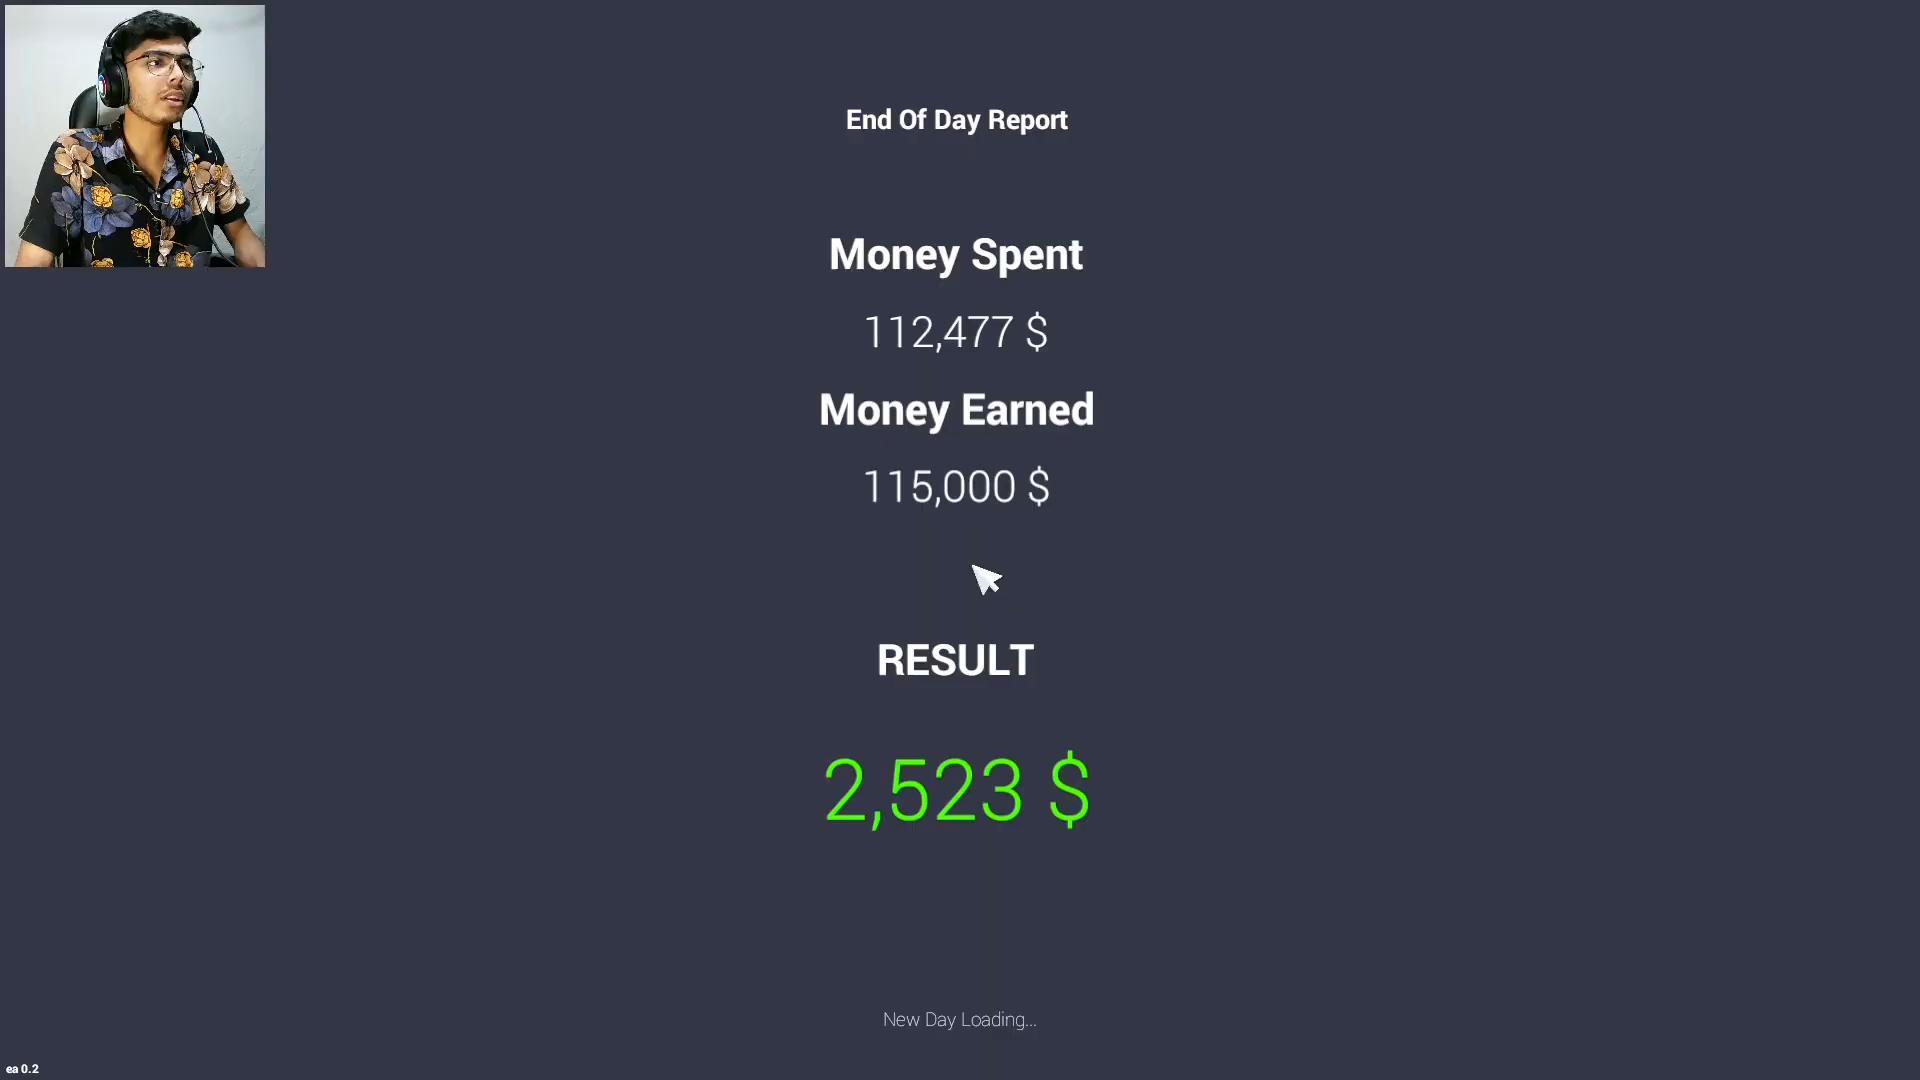 End Of Day Report
Money Spent
112,477 $
Money Earned
115,000 $
RESULT
2,523 $
New Day Loading...
ea 0.2